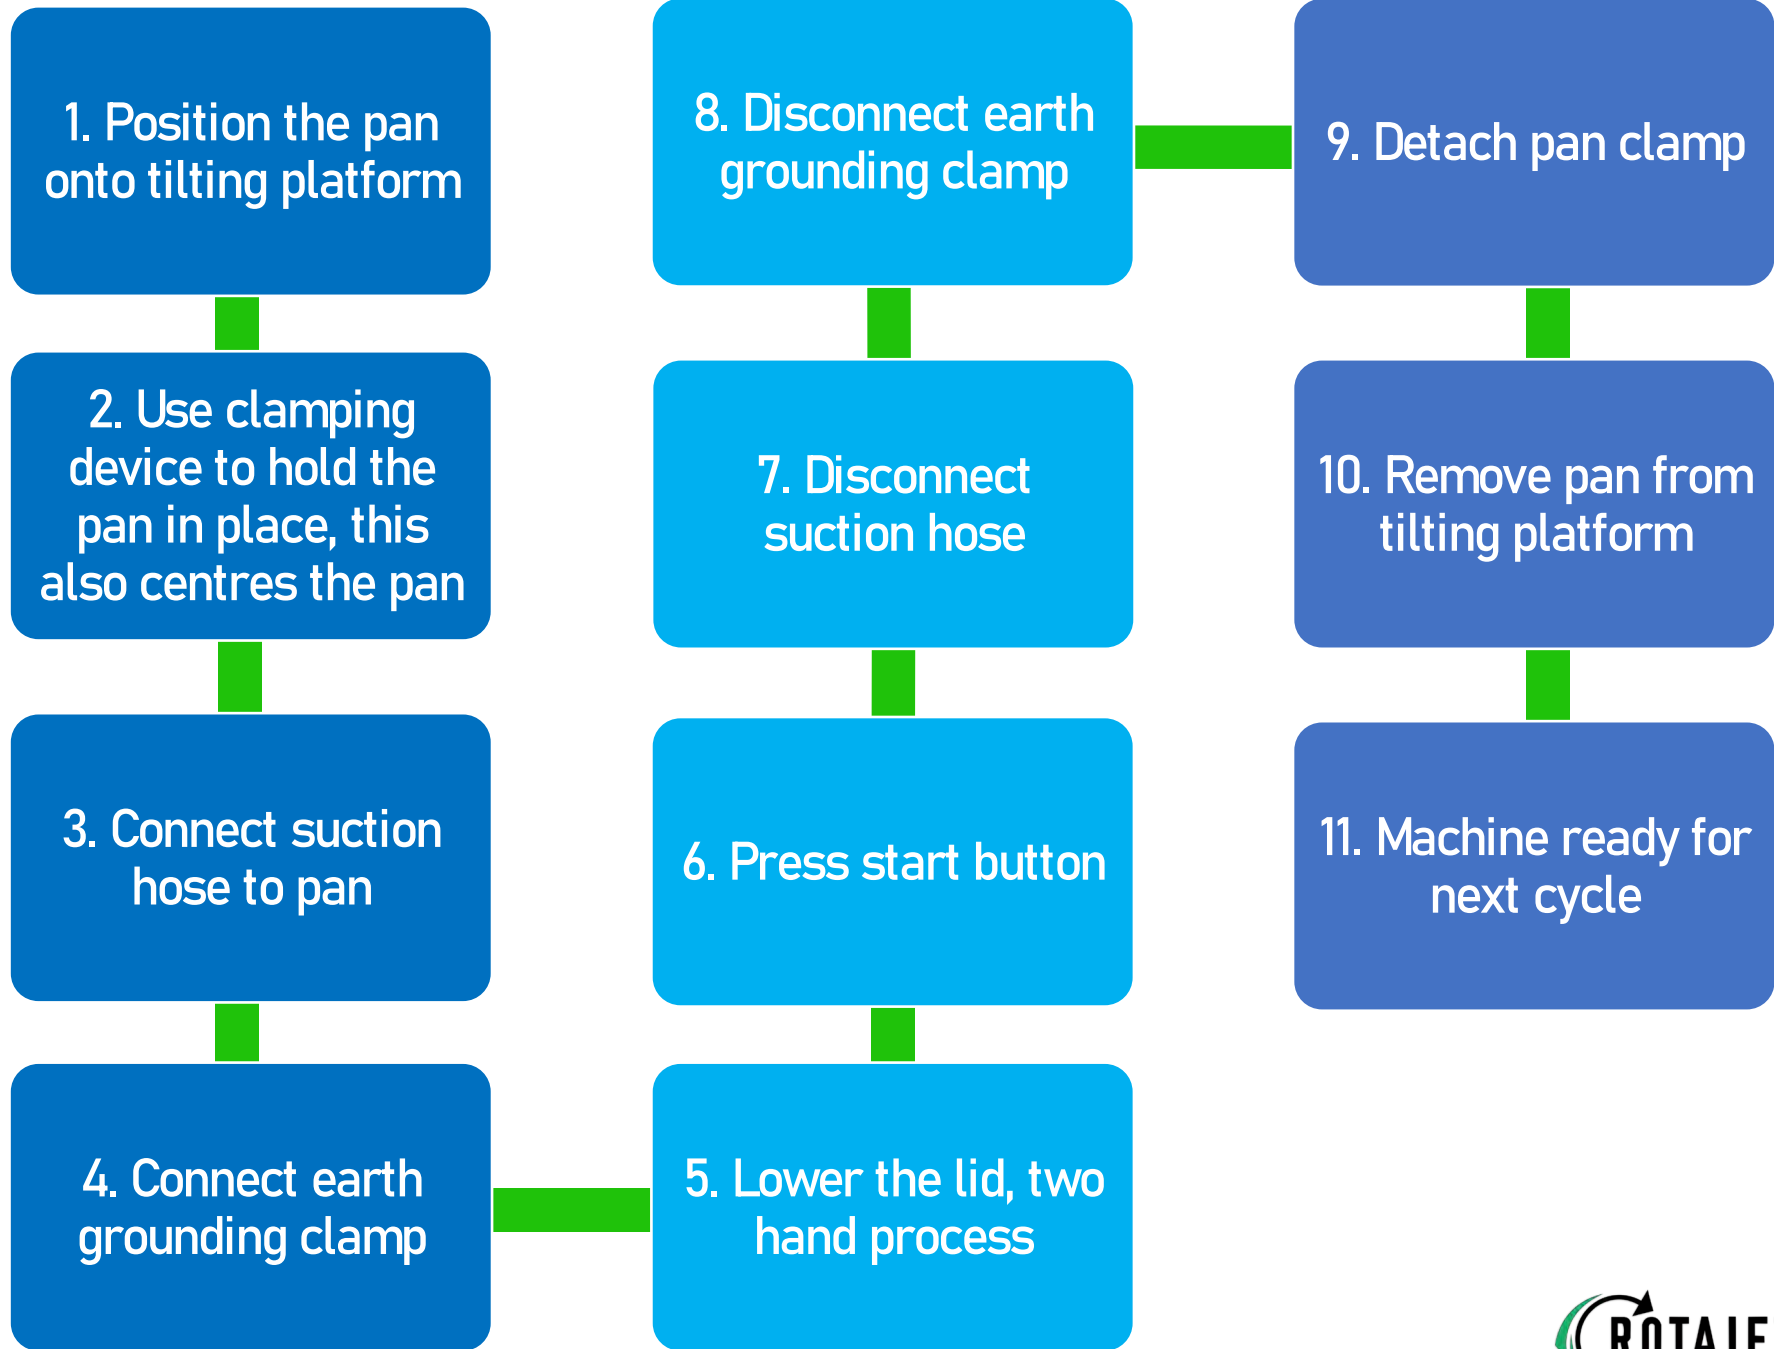 1. Position the pan
onto tilting platform
2. Use clamping
device to hold the
pan in place, this
also centres the pan
3. Connect suction
hose to pan
4. Connect earth
grounding clamp
5. Lower the lid, two
hand process
6. Press start button
7. Disconnect
suction hose
8. Disconnect earth
grounding clamp
9. Detach pan clamp
10. Remove pan from
tilting platform
11. Machine ready for
next cycle